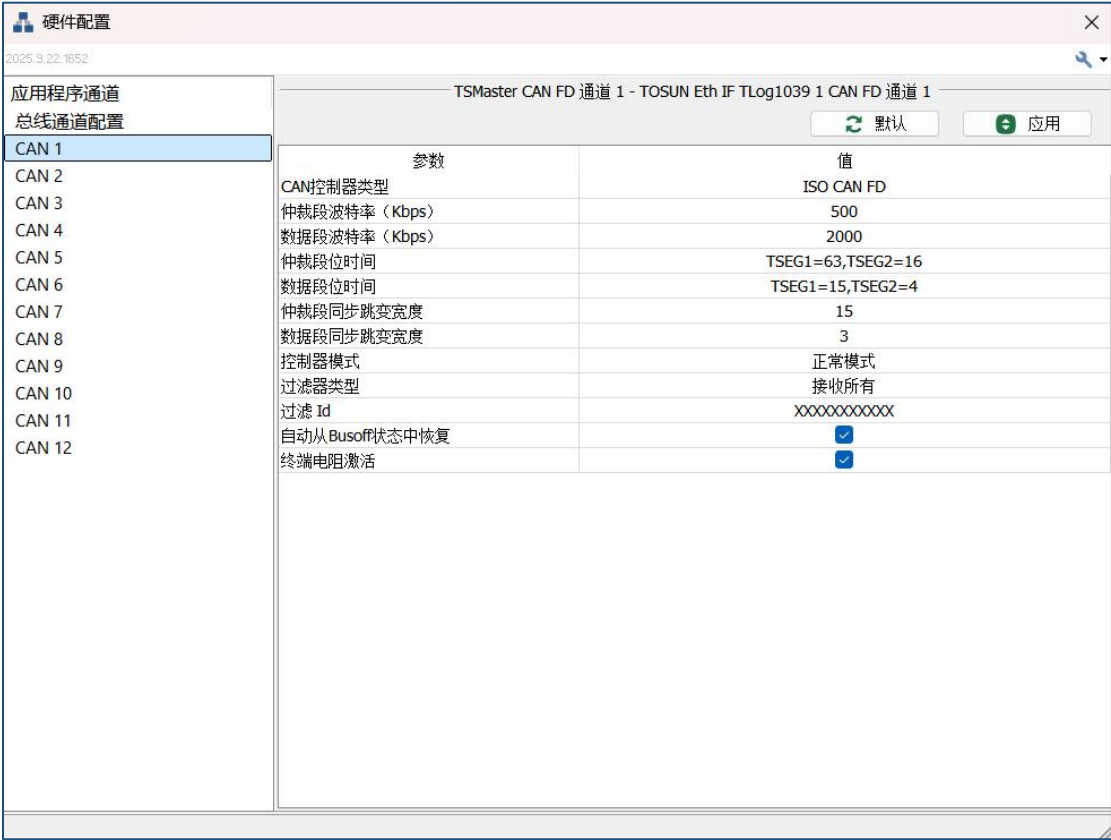 硬件配置
2025.9.22.1652
应用程序通道
总线通道配置
CAN 1
CAN 2
CAN 3
CAN 4
CAN 5
CAN 6
CAN 7
CAN 8
CAN 9
CAN 10
CAN 11
CAN 12
TSMaster CAN FD 通道 1 - TOSUN Eth IF TLog1039 1 CAN FD 通道 1
默认 应用
参数 值
CAN控制器类型 ISO CAN FD
仲裁段波特率（Kbps） 500
数据段波特率（Kbps） 2000
仲裁段位时间 TSEG1=63,TSEG2=16
数据段位时间 TSEG1=15,TSEG2=4
仲裁段同步跳变宽度 15
数据段同步跳变宽度 3
控制器模式 正常模式
过滤器类型 接收所有
过滤 Id XXXXXXXXXXX
自动从Busoff状态中恢复
终端电阻激活